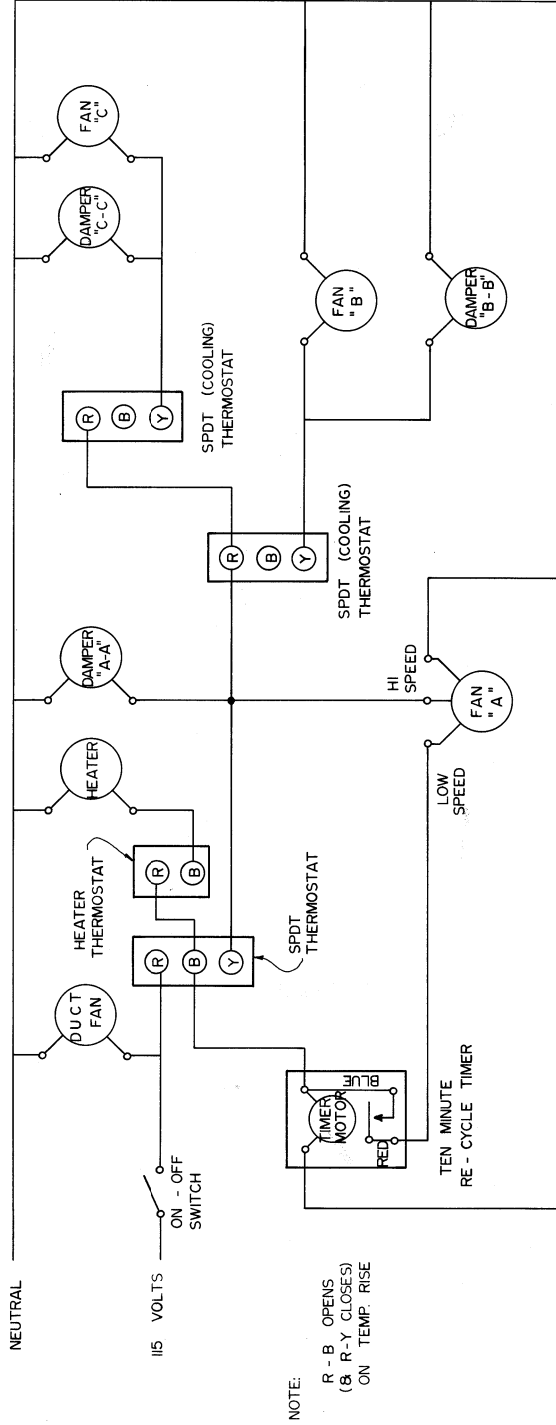 NEUTRAL
115 VOLTS
ON - OFF
SWITCH
DUCT
FAN
HEATER
THERMOSTAT
R
B
HEATER
DAMPER
"A-A"
DAMPER
"C-C"
FAN
"C"
R
B
Y
SPDT
THERMOSTAT
R
B
Y
SPDT (COOLING)
THERMOSTAT
R
B
Y
SPDT (COOLING)
THERMOSTAT
FAN
"B"
DAMPER
"B-B"
HI
SPEED
LOW
SPEED
FAN
"A"
TIMER
MOTOR
BLUE
RED
TEN MINUTE
RE - CYCLE TIMER
NOTE:
R - B OPENS
(& R-Y CLOSES)
ON TEMP. RISE